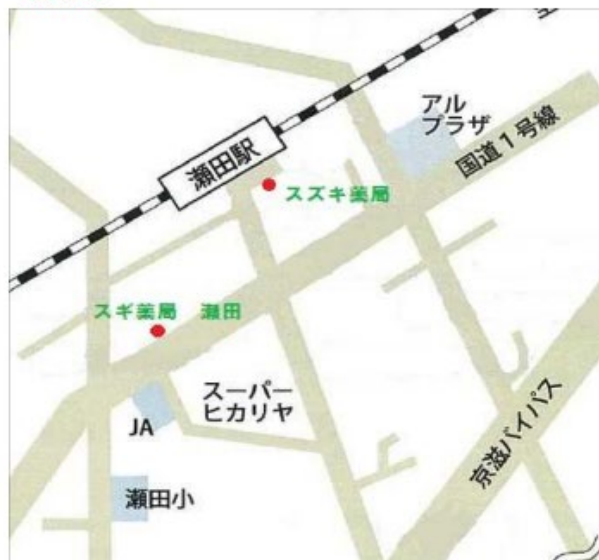 アル
プラザ
国道1号線
瀬田駅
スズキ薬局
スギ薬局 瀬田
スーパー
ヒカリヤ
JA
京滋バイパス
瀬田小